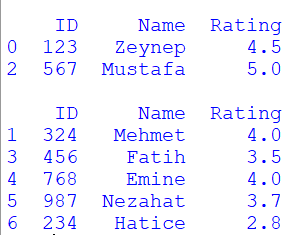 ID Name Rating
0 123 Zeynep 4.5
2 567 Mustafa 5.0
ID Name Rating
1 324 Mehmet 4.0
3 456 Fatih 3.5
4 768 Emine 4.0
5 987 Nezahat 3.7
6 234 Hatice 2.8